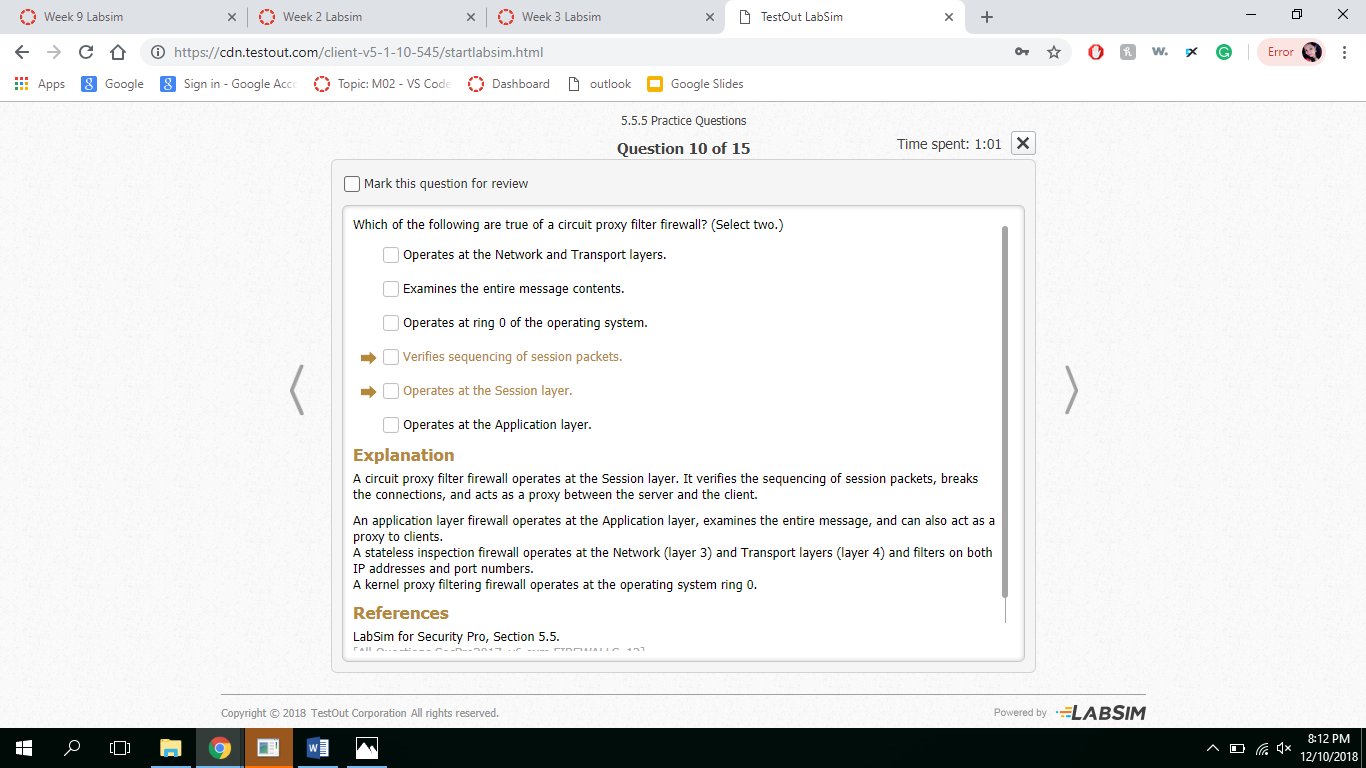 Week 9 Labsim
Week 2 Labsim
Week 3 Labsim
TestOut LabSim
https://cdn.testout.com/client-v5-1-10-545/startlabsim.html
Error
Apps
Google
Sign in - Google Acco
Topic: M02 - VS Code
Dashboard
outlook
Google Slides
5.5.5 Practice Questions
Question 10 of 15
Time spent: 1:01
Mark this question for review
Which of the following are true of a circuit proxy filter firewall? (Select two.)
Operates at the Network and Transport layers.
Examines the entire message contents.
Operates at ring 0 of the operating system.
Verifies sequencing of session packets.
Operates at the Session layer.
Operates at the Application layer.
Explanation
A circuit proxy filter firewall operates at the Session layer. It verifies the sequencing of session packets, breaks
the connections, and acts as a proxy between the server and the client.
An application layer firewall operates at the Application layer, examines the entire message, and can also act as a
proxy to clients.
A stateless inspection firewall operates at the Network (layer 3) and Transport layers (layer 4) and filters on both
IP addresses and port numbers.
A kernel proxy filtering firewall operates at the operating system ring 0.
References
LabSim for Security Pro, Section 5.5.
Copyright © 2018 TestOut Corporation All rights reserved.
Powered by LABSIM
8:12 PM
12/10/2018